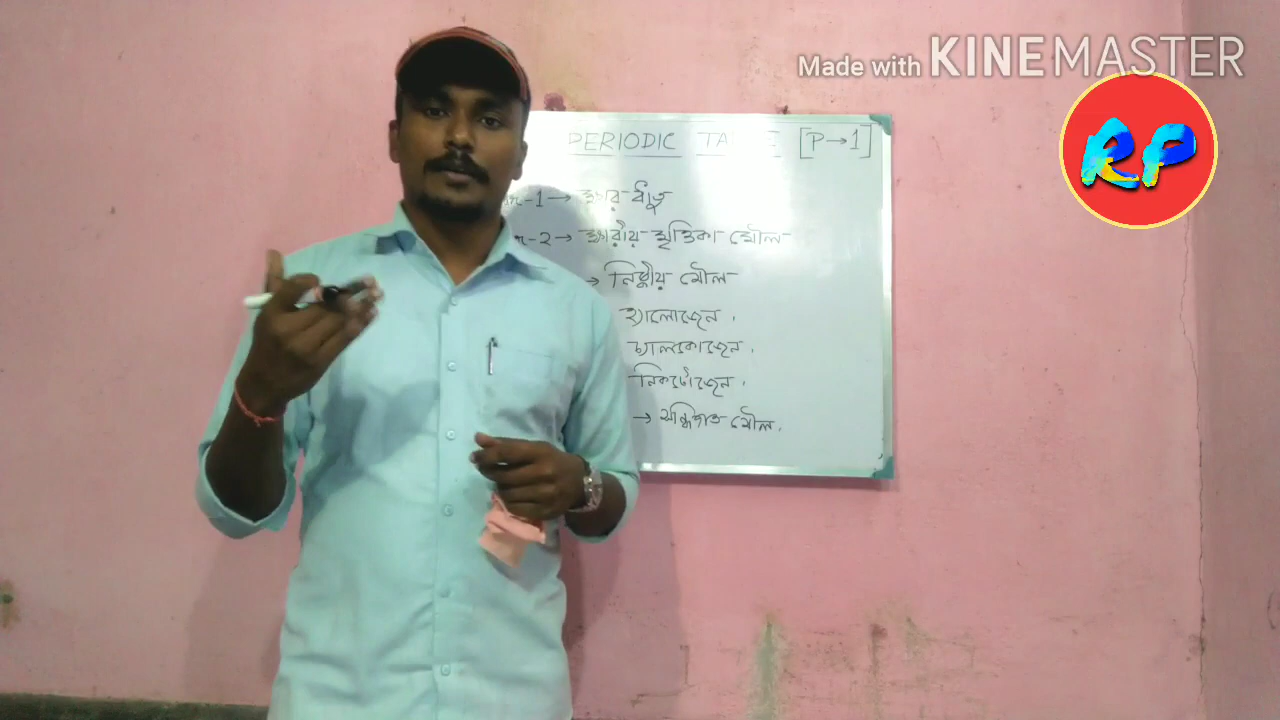 Made with KINEMASTER
RP
PERIODIC TA E [P→1]
-1 → ক্ষার ধাতু
-2 → ক্ষারীয় মৃত্তিকা মৌল
→ নিষ্ক্রীয় মৌল
হ্যালোজেন.
চ্যালকোজেন.
নিকটোজেন.
→ সন্ধিগত মৌল.